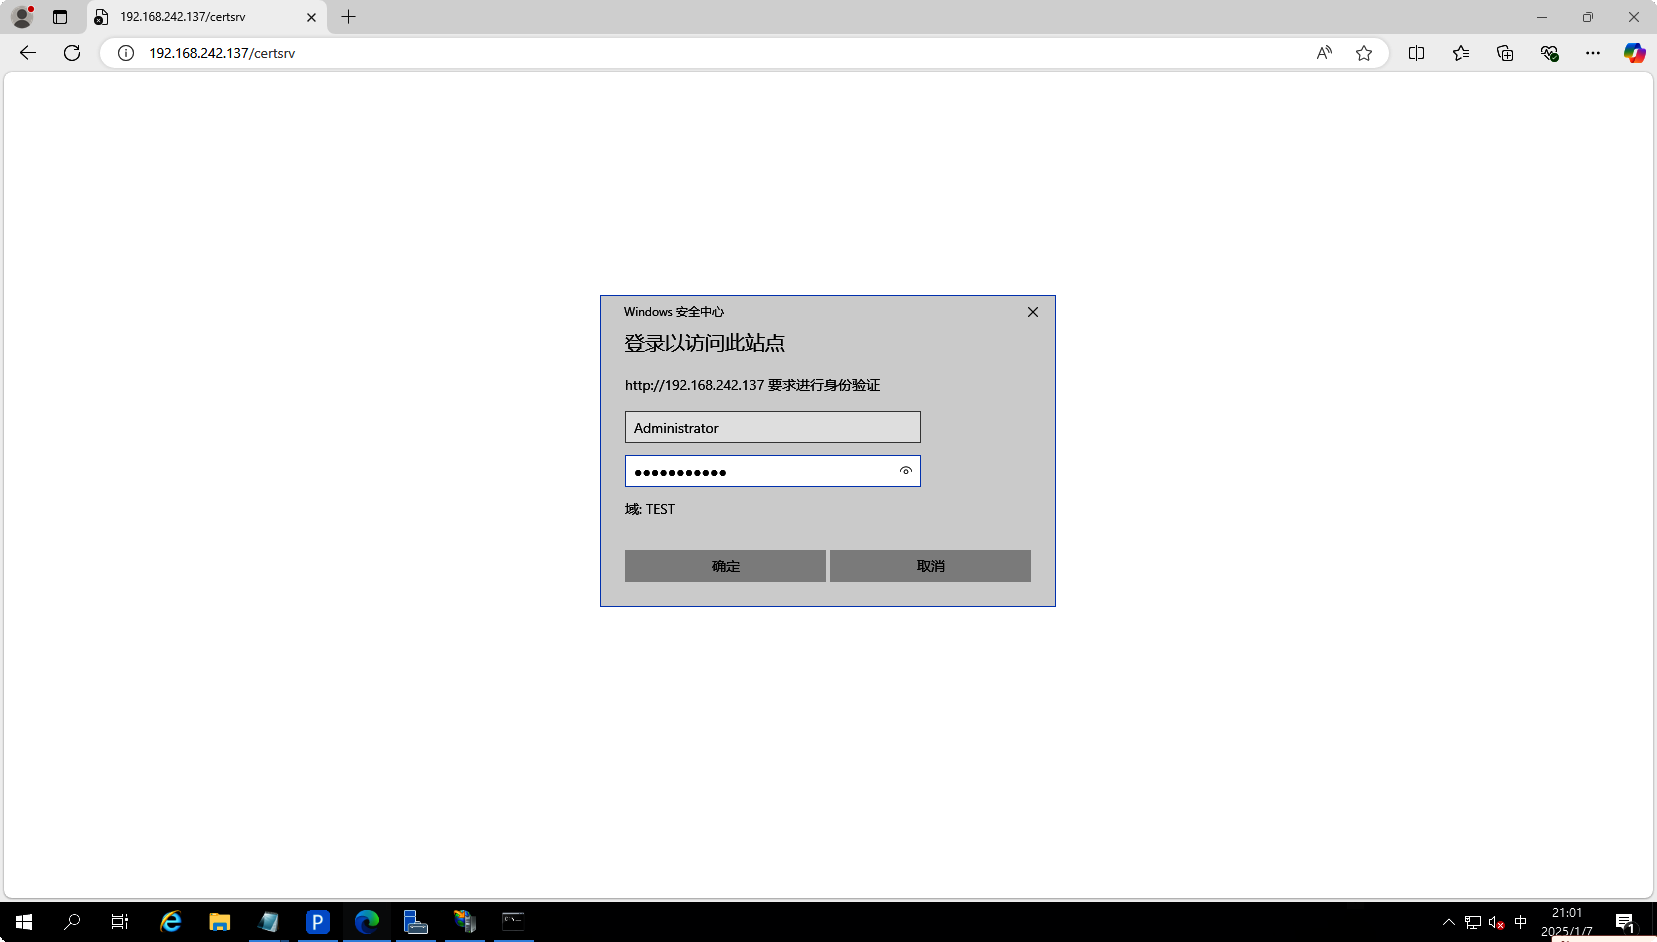 192.168.242.137/certsrv
192.168.242.137/certsrv
Windows 安全中心
登录以访问此站点
http://192.168.242.137 要求进行身份验证
Administrator
●●●●●●●●●●●
域: TEST
确定
取消
中
21:01
2025/1/7
1